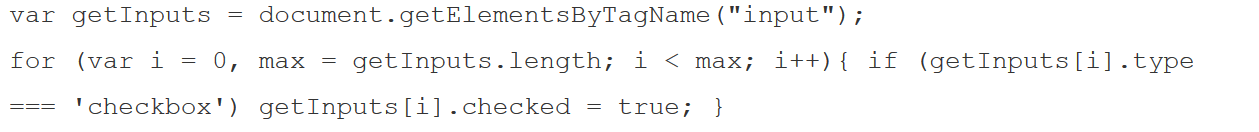 var getInputs = document.getElementsByTagName("input");
for (var i = 0, max = getInputs.length; i < max; i++){ if (getInputs[i].type
=== 'checkbox') getInputs[i].checked = true; }